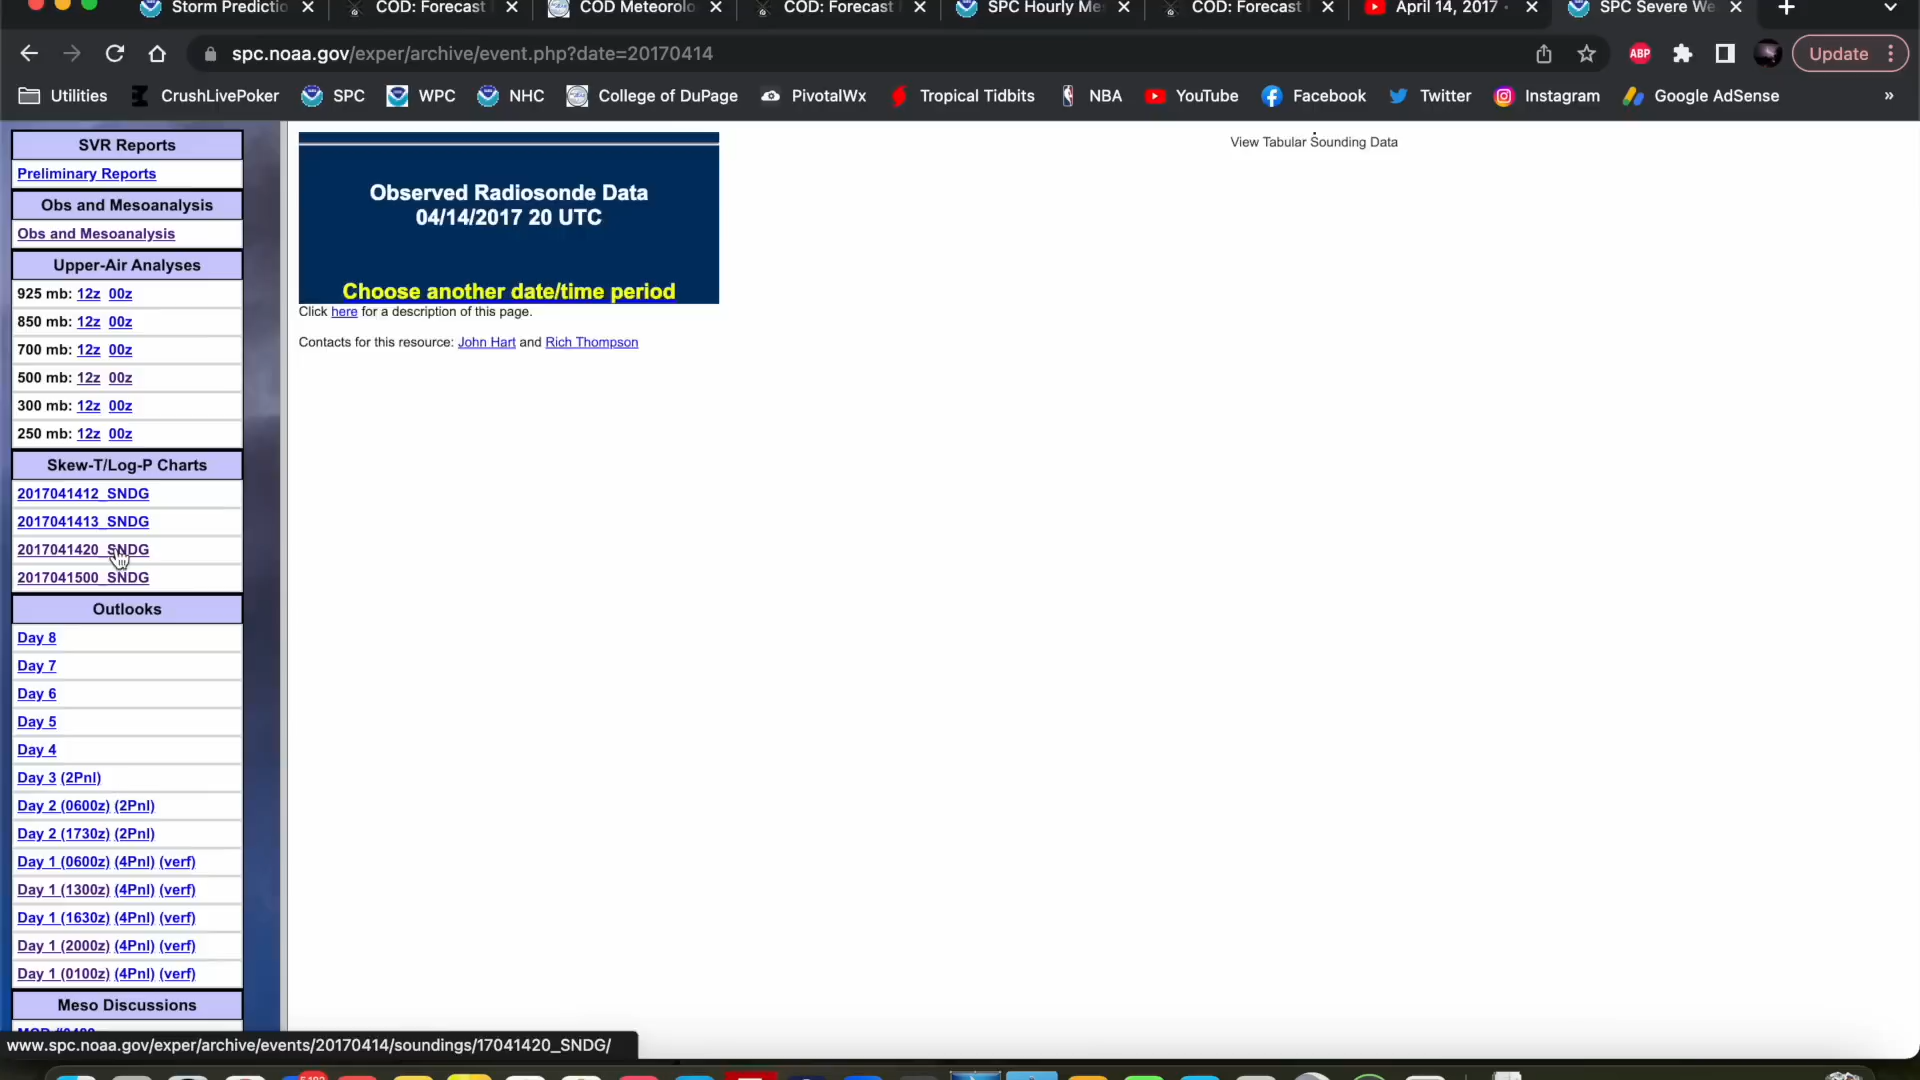 Storm Predictio
COD: Forecast
COD Meteorolo
COD: Forecast
SPC Hourly Me
COD: Forecast
April 14, 2017 -
SPC Severe We
spc.noaa.gov/exper/archive/event.php?date=20170414
ABP
Update
Utilities
CrushLivePoker
SPC
WPC
NHC
College of DuPage
PivotalWx
Tropical Tidbits
NBA
YouTube
Facebook
Twitter
Instagram
Google AdSense
»
SVR Reports
Preliminary Reports
Obs and Mesoanalysis
Obs and Mesoanalysis
Upper-Air Analyses
925 mb: 12z 00z
850 mb: 12z 00z
700 mb: 12z 00z
500 mb: 12z 00z
300 mb: 12z 00z
250 mb: 12z 00z
Skew-T/Log-P Charts
2017041412_SNDG
2017041413_SNDG
2017041420_SNDG
2017041500_SNDG
Outlooks
Day 8
Day 7
Day 6
Day 5
Day 4
Day 3 (2Pnl)
Day 2 (0600z) (2Pnl)
Day 2 (1730z) (2Pnl)
Day 1 (0600z) (4Pnl) (verf)
Day 1 (1300z) (4Pnl) (verf)
Day 1 (1630z) (4Pnl) (verf)
Day 1 (2000z) (4Pnl) (verf)
Day 1 (0100z) (4Pnl) (verf)
Meso Discussions
Observed Radiosonde Data
04/14/2017 20 UTC
Choose another date/time period
Click here for a description of this page.
Contacts for this resource: John Hart and Rich Thompson
View Tabular Sounding Data
www.spc.noaa.gov/exper/archive/events/20170414/soundings/17041420_SNDG/